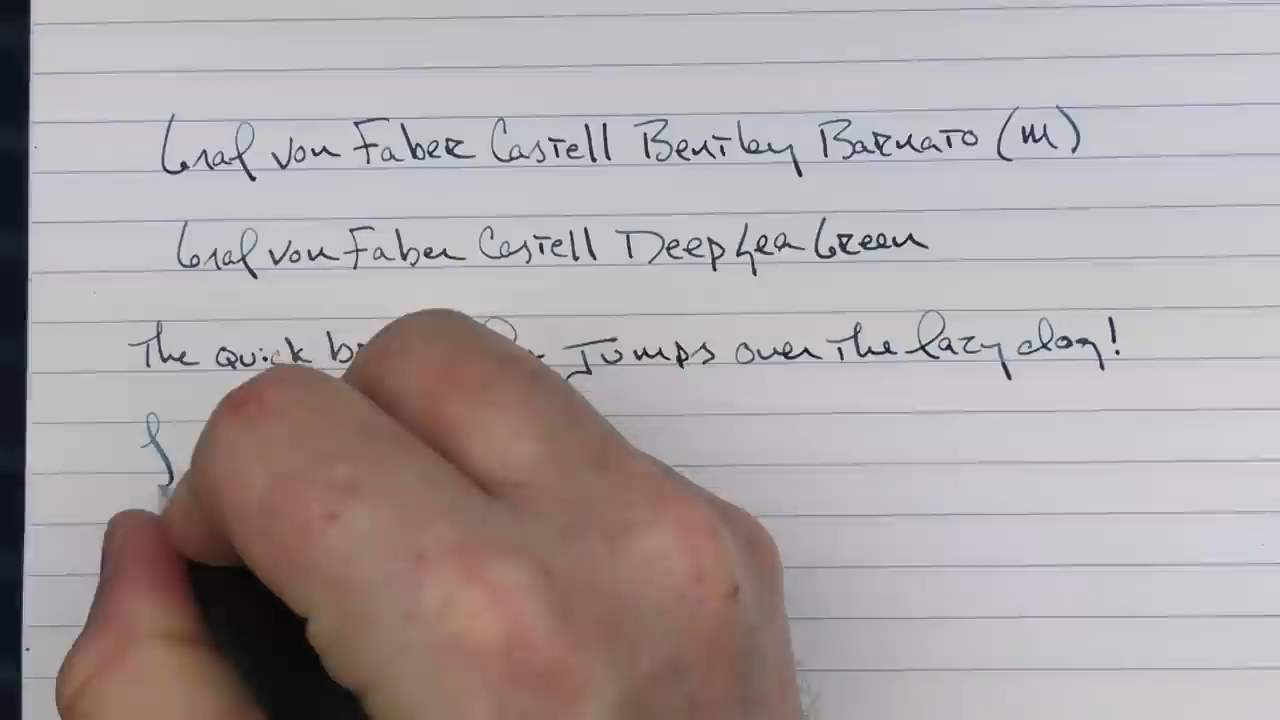 Graf von Faber Castell Bentley Barnato (M)
Graf von Faber Castell Deep Sea Green
The quick jumps over the lazy dog!